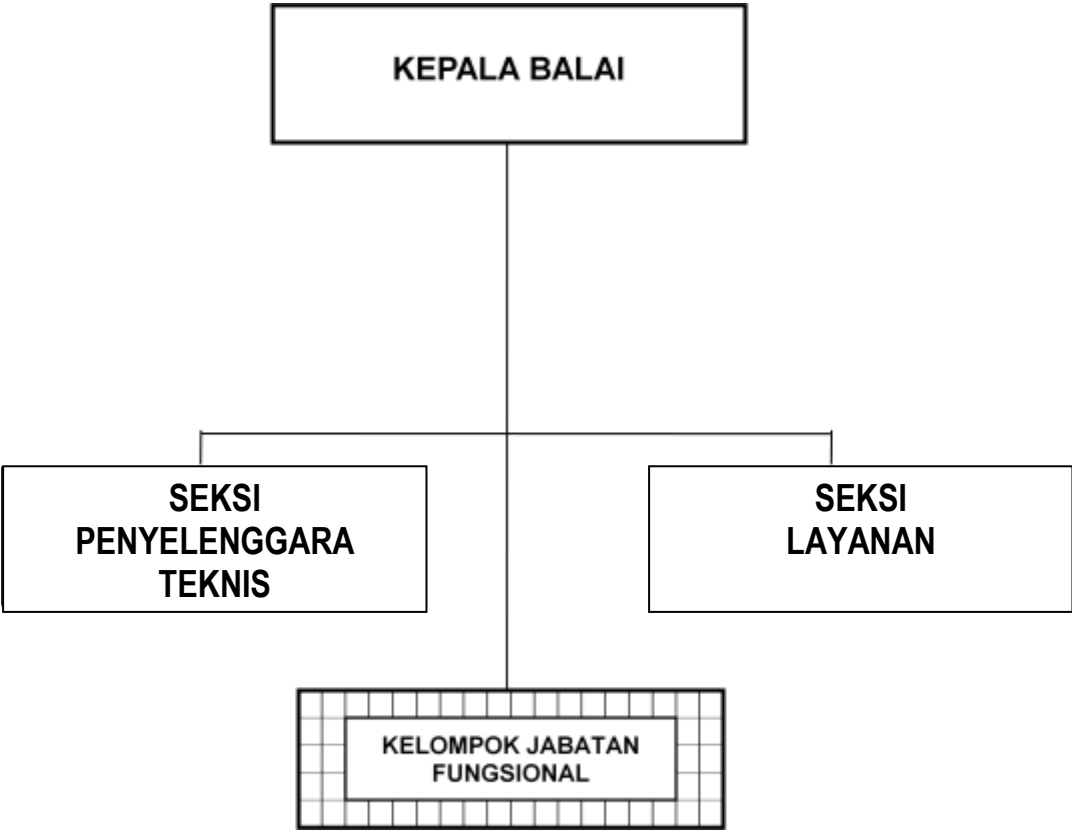 KEPALA BALAI
SEKSI
PENYELENGGARA
TEKNIS
SEKSI
LAYANAN
KELOMPOK JABATAN
FUNGSIONAL